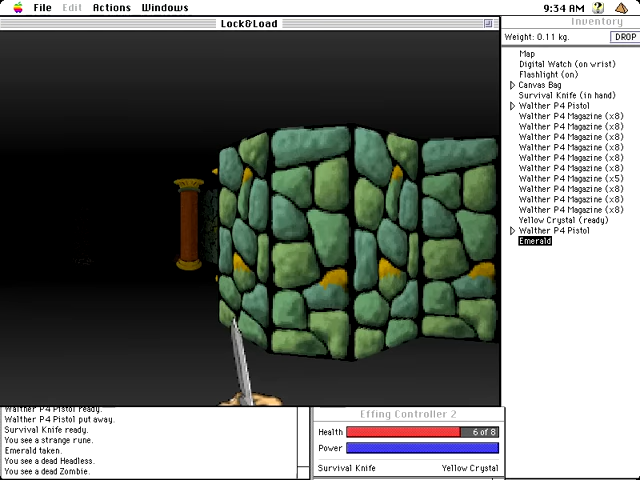 File Edit Actions Windows 9:34 AM
Lock&Load
Inventory
Weight: 0.11 kg. DROP
Map
Digital Watch (on wrist)
Flashlight (on)
Canvas Bag
Survival Knife (in hand)
Walther P4 Pistol
Walther P4 Magazine (x8)
Walther P4 Magazine (x8)
Walther P4 Magazine (x8)
Walther P4 Magazine (x8)
Walther P4 Magazine (x8)
Walther P4 Magazine (x8)
Walther P4 Magazine (x5)
Walther P4 Magazine (x8)
Walther P4 Magazine (x8)
Walther P4 Magazine (x8)
Yellow Crystal (ready)
Walther P4 Pistol
Emerald
Walther P4 Pistol ready.
Walther P4 Pistol put away.
Survival Knife ready.
You see a strange rune.
Emerald taken.
You see a dead Headless.
You see a dead Zombie.
Effing Controller 2
Health 6 of 8
Power
Survival Knife Yellow Crystal